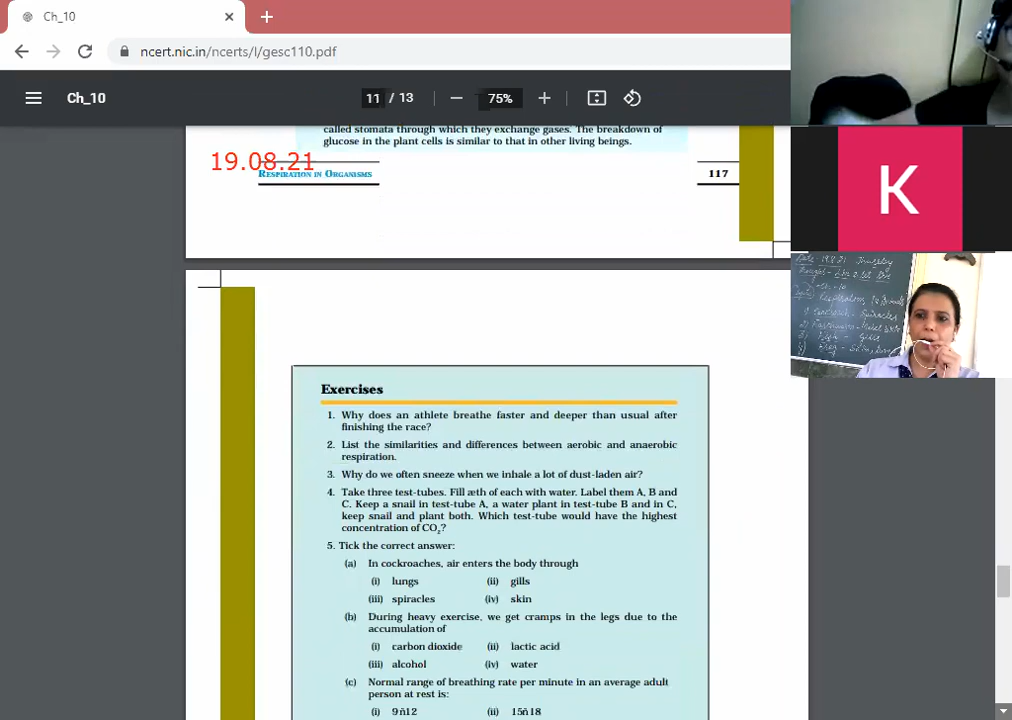 Ch_10
ncert.nic.in/ncerts/l/gesc110.pdf
Ch_10
11 / 13
75%
called stomata through which they exchange gases. The breakdown of
glucose in the plant cells is similar to that in other living beings.
19.08.21
RESPIRATION IN ORGANISMS
117
K
Exercises
1. Why does an athlete breathe faster and deeper than usual after
finishing the race?
2. List the similarities and differences between aerobic and anaerobic
respiration.
3. Why do we often sneeze when we inhale a lot of dust-laden air?
4. Take three test-tubes. Fill æth of each with water. Label them A, B and
C. Keep a snail in test-tube A, a water plant in test-tube B and in C,
keep snail and plant both. Which test-tube would have the highest
concentration of CO₂?
5. Tick the correct answer:
(a) In cockroaches, air enters the body through
(i) lungs (ii) gills
(iii) spiracles (iv) skin
(b) During heavy exercise, we get cramps in the legs due to the
accumulation of
(i) carbon dioxide (ii) lactic acid
(iii) alcohol (iv) water
(c) Normal range of breathing rate per minute in an average adult
person at rest is:
(i) 9ñ12 (ii) 15ñ18